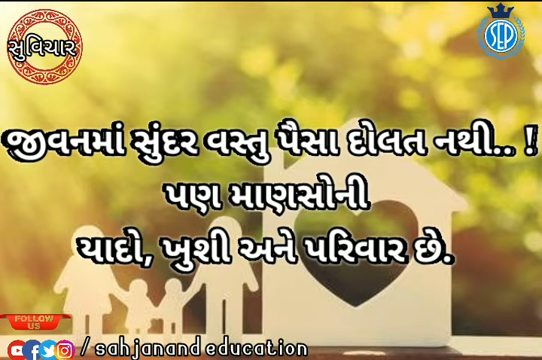 સુવિચાર
SEP
જીવનમાં સુંદર વસ્તુ પૈસા દોલત નથી.. !
પણ માણસોની
યાદો, ખુશી અને પરિવાર છે.
FOLLOW
US
/ sahjanand education